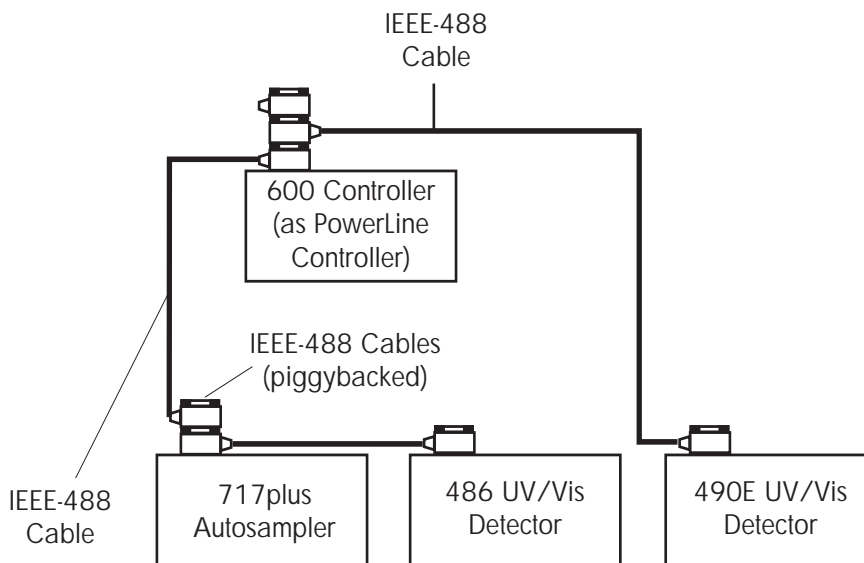 IEEE-488
Cable
600 Controller
(as PowerLine
Controller)
IEEE-488 Cables
(piggybacked)
IEEE-488
Cable
717plus
Autosampler
486 UV/Vis
Detector
490E UV/Vis
Detector